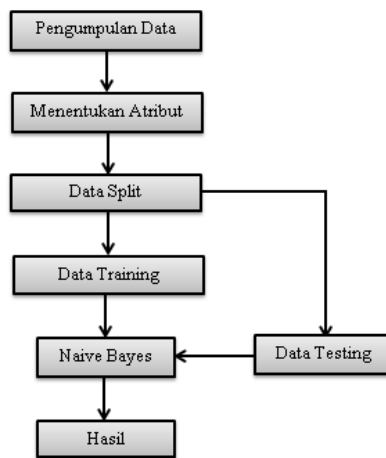 Pengumpulan Data
Menentukan Atribut
Data Split
Data Training
Naive Bayes
Data Testing
Hasil